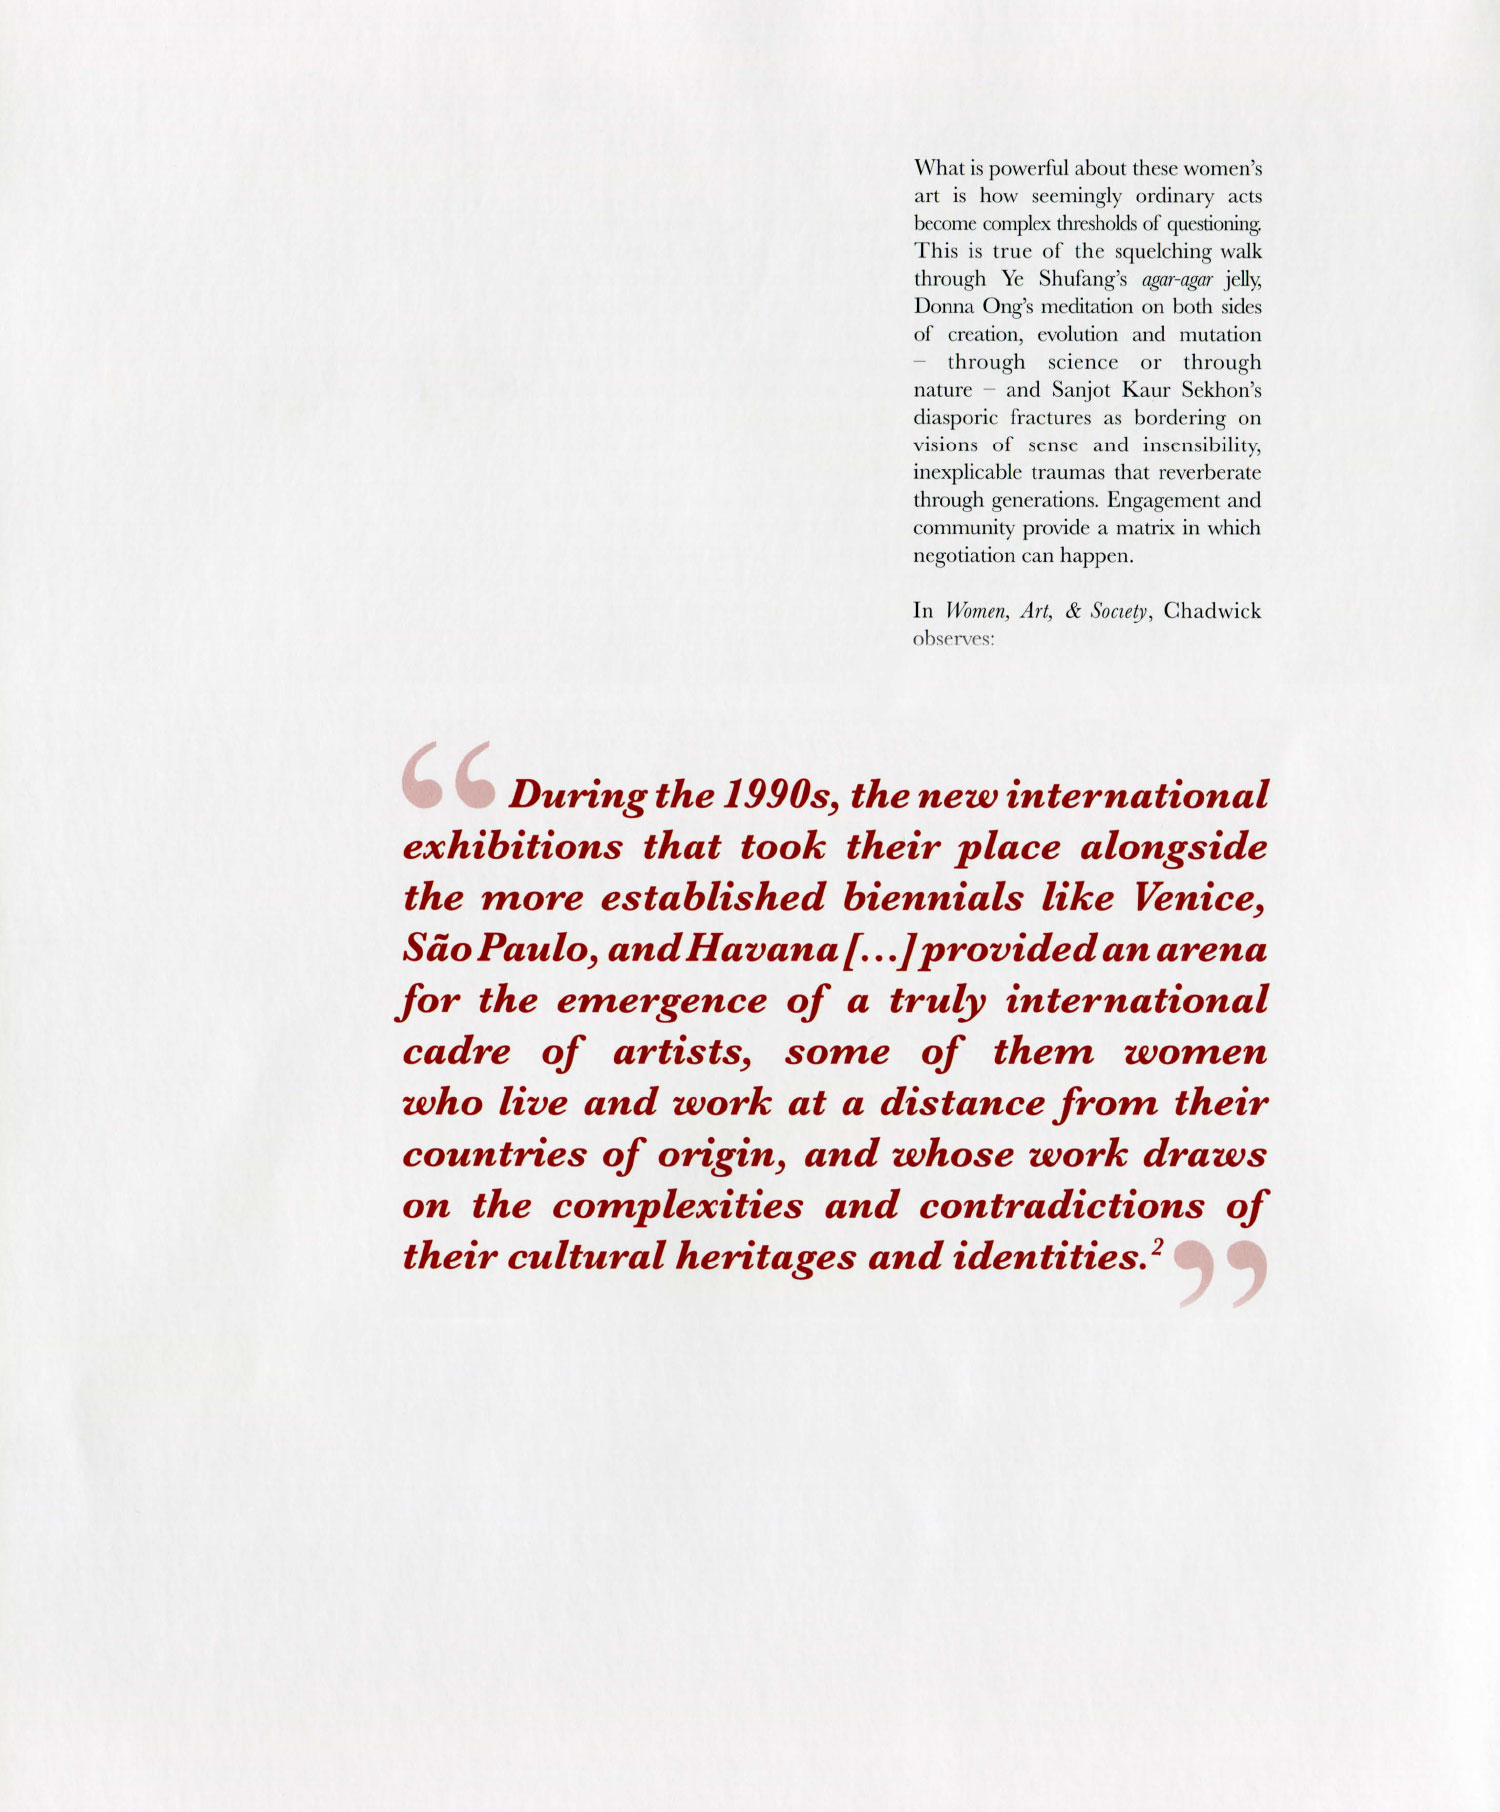 What is powerful about these women's
art is how seemingly ordinary acts
become complex thresholds of questioning.
This is true of the squelching walk
through Ye Shufang's agar-agar jelly,
Donna Ong's meditation on both sides
of creation, evolution and mutation
– through science or through
nature – and Sanjot Kaur Sekhon's
diasporic fractures as bordering on
visions of sense and insensibility,
inexplicable traumas that reverberate
through generations. Engagement and
community provide a matrix in which
negotiation can happen.
In Women, Art, & Society, Chadwick
observes:
“ During the 1990s, the new international
exhibitions that took their place alongside
the more established biennials like Venice,
São Paulo, and Havana [...] provided an arena
for the emergence of a truly international
cadre of artists, some of them women
who live and work at a distance from their
countries of origin, and whose work draws
on the complexities and contradictions of
their cultural heritages and identities.2 ”